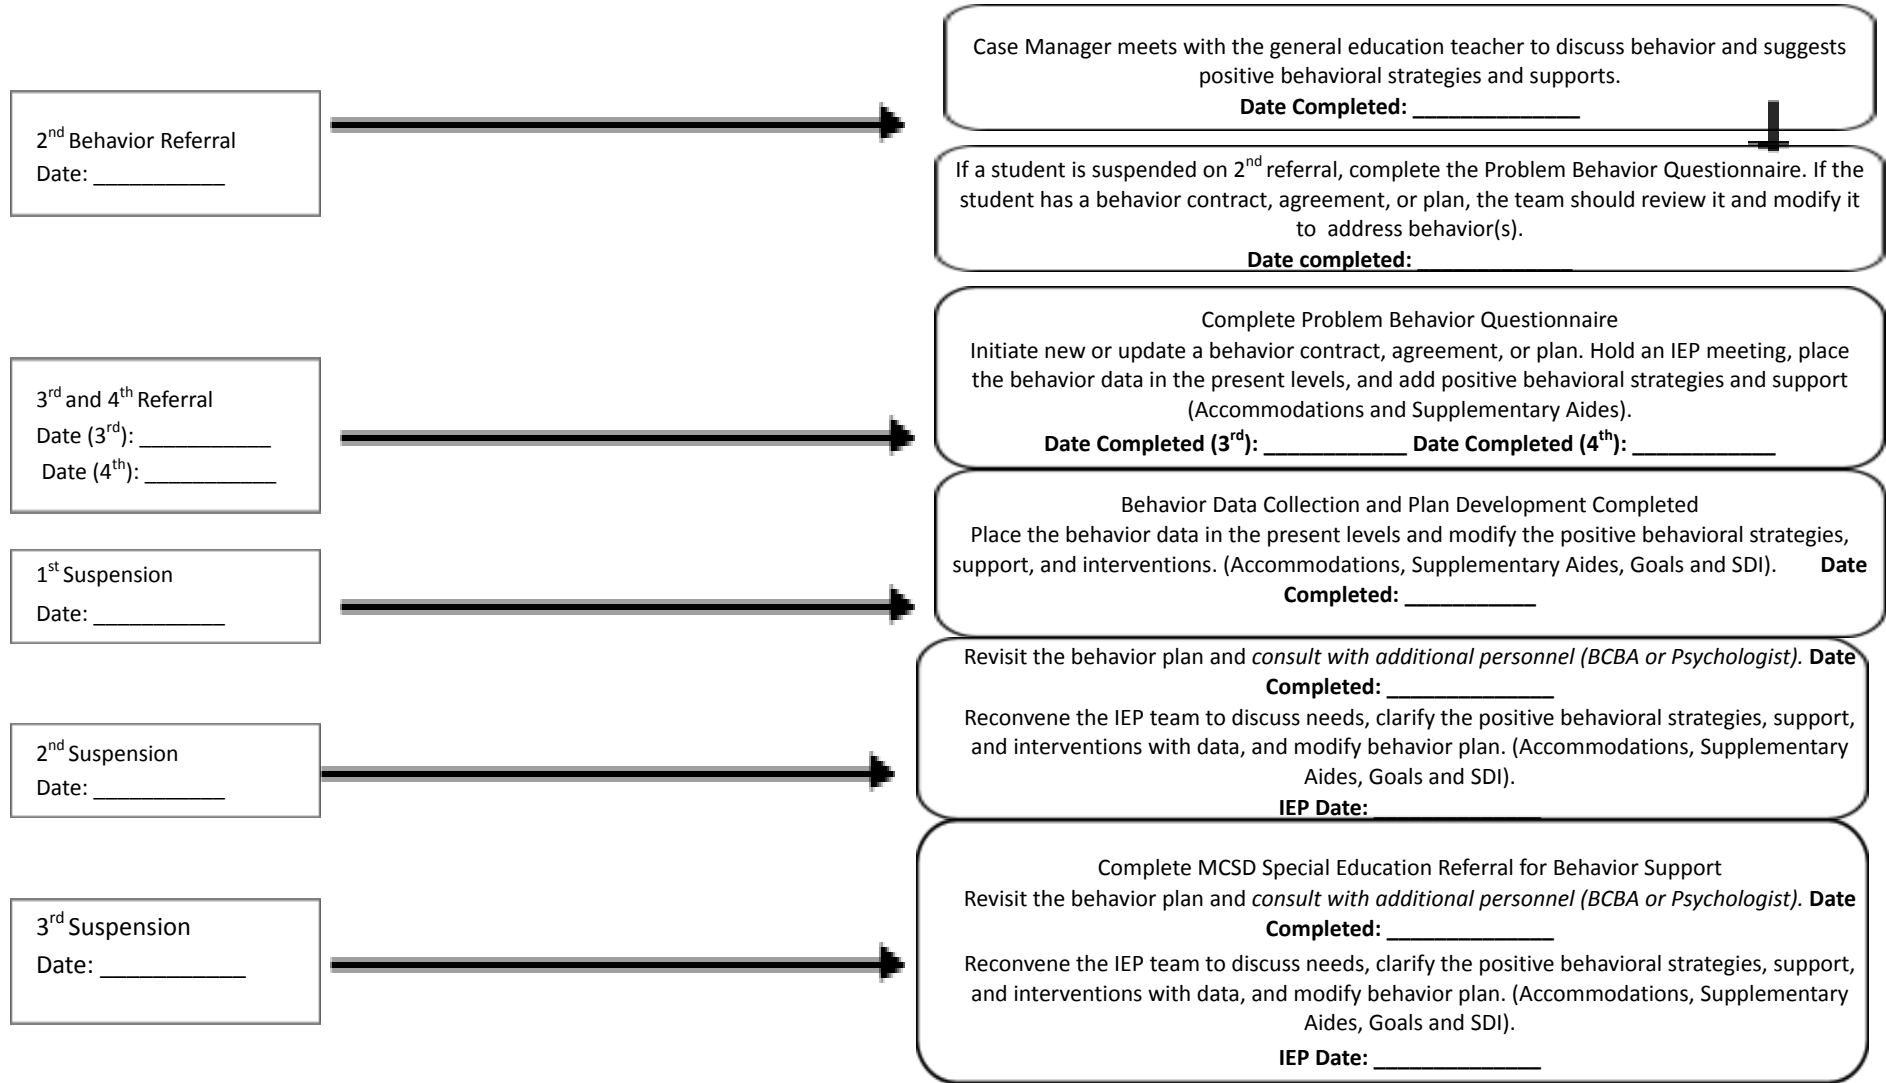 2nd Behavior Referral
Date: ___________
Case Manager meets with the general education teacher to discuss behavior and suggests
positive behavioral strategies and supports.
Date Completed: ______________
If a student is suspended on 2nd referral, complete the Problem Behavior Questionnaire. If the
student has a behavior contract, agreement, or plan, the team should review it and modify it
to address behavior(s).
Date completed: _____________
3rd and 4th Referral
Date (3rd): ___________
Date (4th): ___________
Complete Problem Behavior Questionnaire
Initiate new or update a behavior contract, agreement, or plan. Hold an IEP meeting, place
the behavior data in the present levels, and add positive behavioral strategies and support
(Accommodations and Supplementary Aides).
Date Completed (3rd): ____________ Date Completed (4th): ____________
1st Suspension
Date: ___________
Behavior Data Collection and Plan Development Completed
Place the behavior data in the present levels and modify the positive behavioral strategies,
support, and interventions. (Accommodations, Supplementary Aides, Goals and SDI). Date
Completed: ___________
2nd Suspension
Date: ___________
Revisit the behavior plan and consult with additional personnel (BCBA or Psychologist). Date
Completed: ______________
Reconvene the IEP team to discuss needs, clarify the positive behavioral strategies, support,
and interventions with data, and modify behavior plan. (Accommodations, Supplementary
Aides, Goals and SDI).
IEP Date: ______________
3rd Suspension
Date: ___________
Complete MCSD Special Education Referral for Behavior Support
Revisit the behavior plan and consult with additional personnel (BCBA or Psychologist). Date
Completed: ______________
Reconvene the IEP team to discuss needs, clarify the positive behavioral strategies, support,
and interventions with data, and modify behavior plan. (Accommodations, Supplementary
Aides, Goals and SDI).
IEP Date: ______________